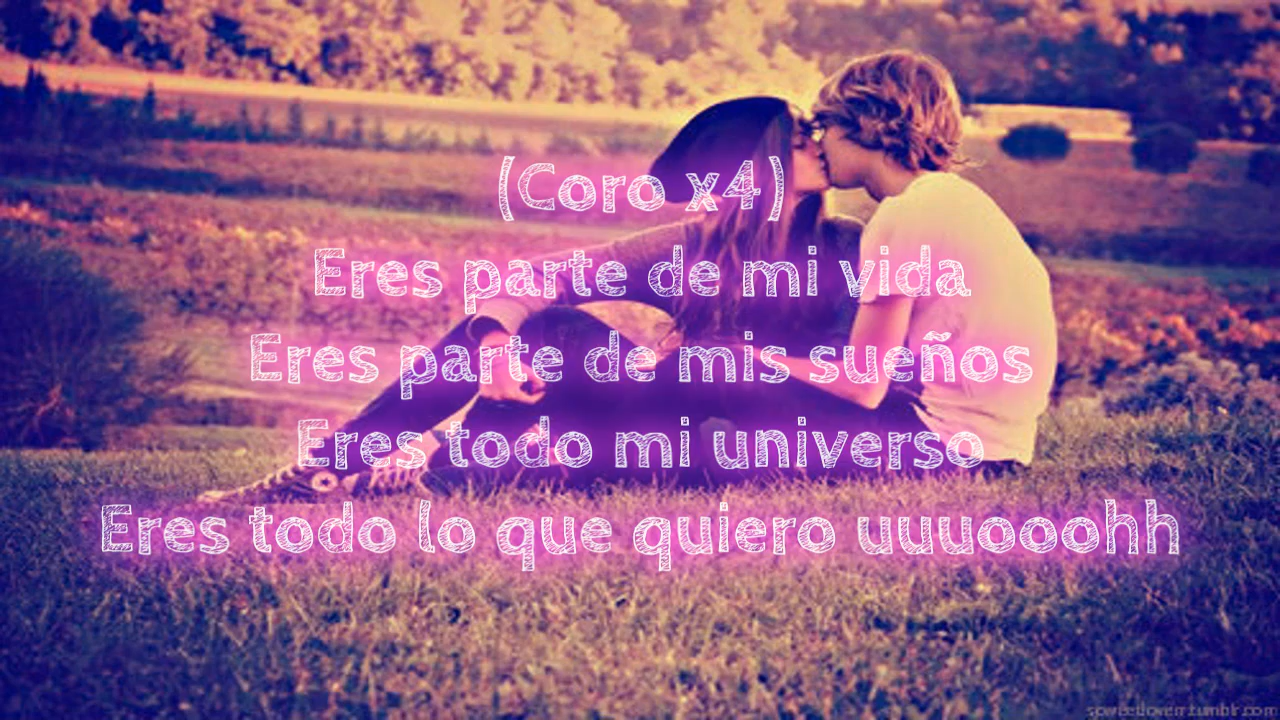 (Coro x4)
Eres parte de mi vida
Eres parte de mis sueños
Eres todo mi universo
Eres todo lo que quiero uuuooohh